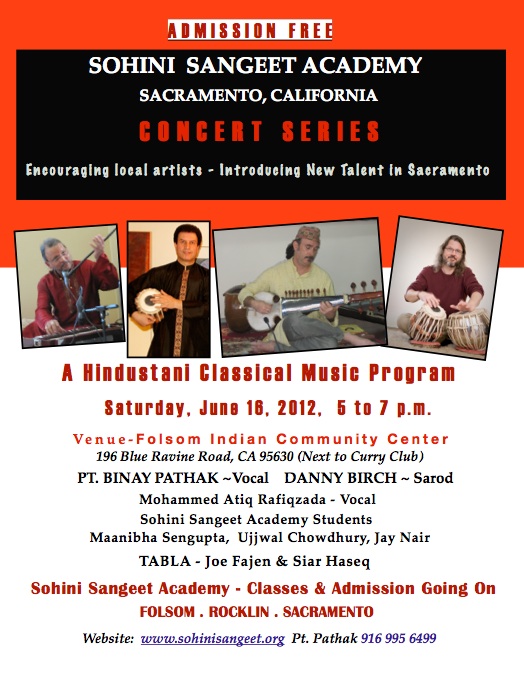 ADMISSION FREE
SOHINI SANGEET ACADEMY
SACRAMENTO, CALIFORNIA
CONCERT SERIES
Encouraging local artists - Introducing New Talent in Sacramento
A Hindustani Classical Music Program
Saturday, June 16, 2012, 5 to 7 p.m.
Venue-Folsom Indian Community Center
196 Blue Ravine Road, CA 95630 (Next to Curry Club)
PT. BINAY PATHAK ~Vocal DANNY BIRCH ~ Sarod
Mohammed Atiq Rafiqzada - Vocal
Sohini Sangeet Academy Students
Maanibha Sengupta, Ujjwal Chowdhury, Jay Nair
TABLA - Joe Fajen & Siar Haseq
Sohini Sangeet Academy - Classes & Admission Going On
FOLSOM . ROCKLIN . SACRAMENTO
Website: www.sohinisangeet.org Pt. Pathak 916 995 6499